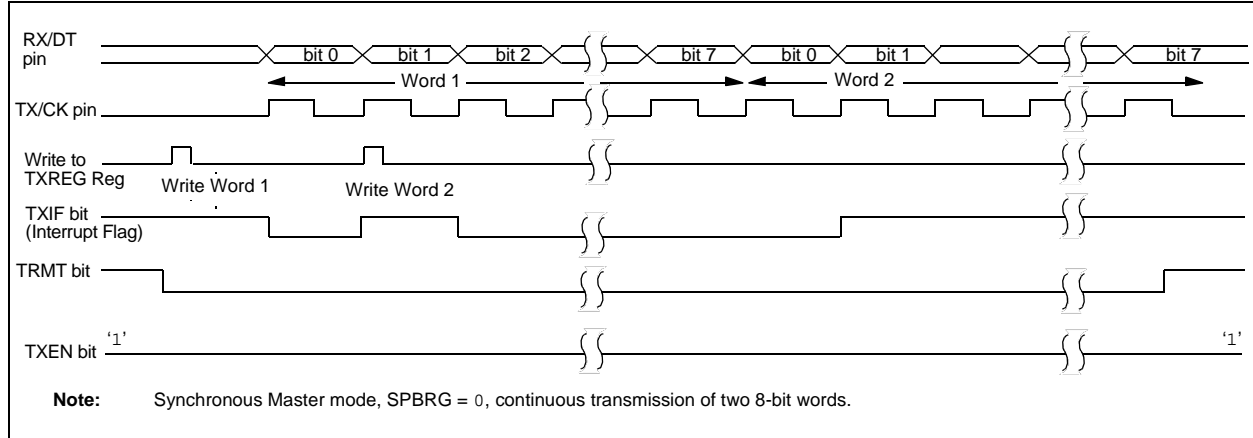 RX/DT
pin
bit 0 bit 1 bit 2 bit 7 bit 0 bit 1 bit 7
Word 1 Word 2
TX/CK pin
Write to
TXREG Reg
Write Word 1 Write Word 2
TXIF bit
(Interrupt Flag)
TRMT bit
TXEN bit ‘1’ ‘1’
Note: Synchronous Master mode, SPBRG = 0, continuous transmission of two 8-bit words.